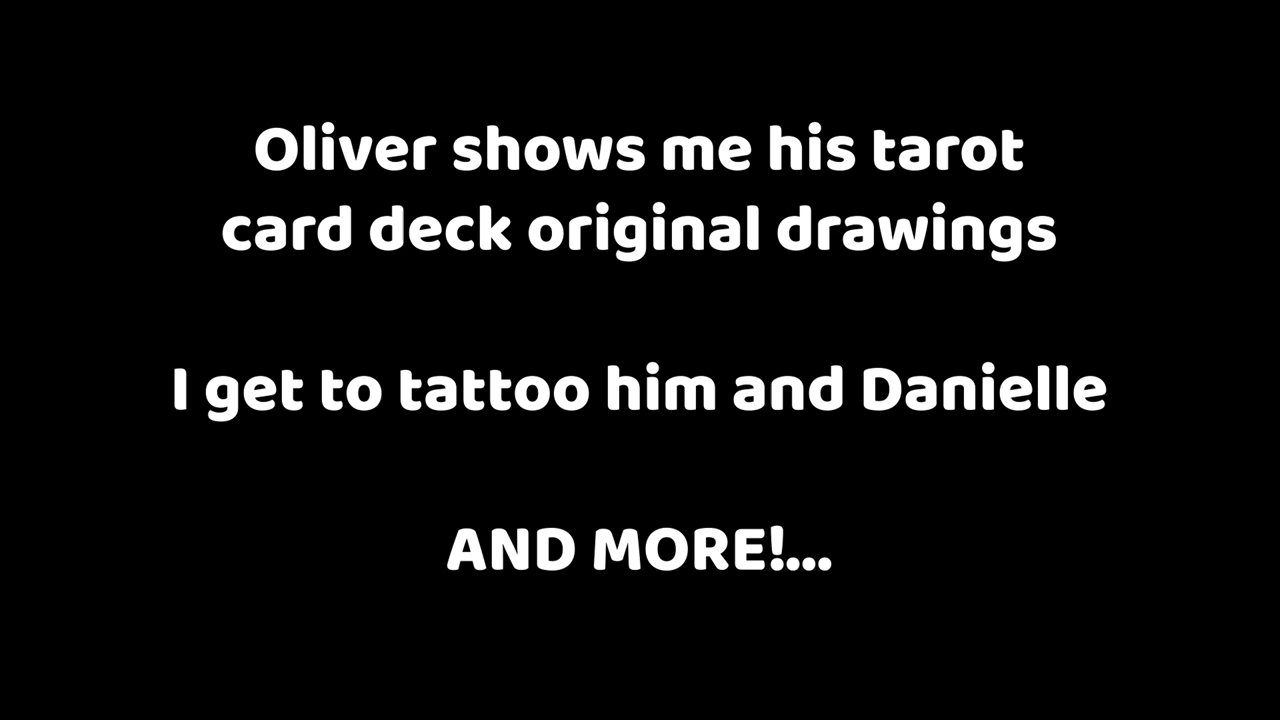 Oliver shows me his tarot
card deck original drawings
I get to tattoo him and Danielle
AND MORE!...